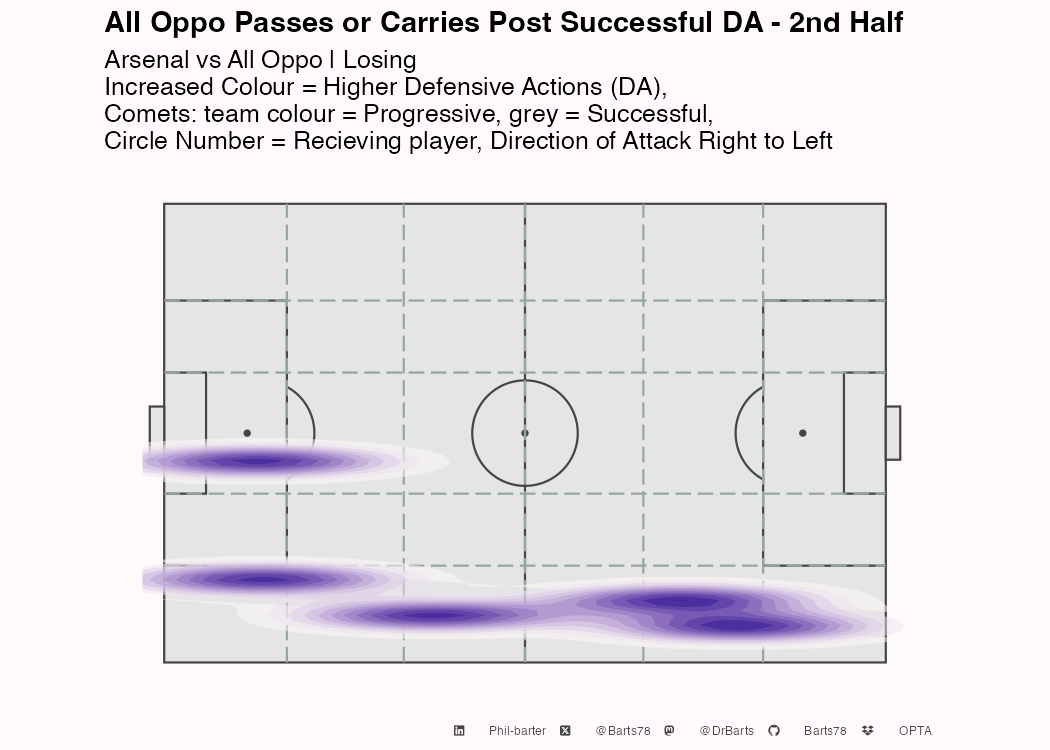 All Oppo Passes or Carries Post Successful DA - 2nd Half
Arsenal vs All Oppo | Losing
Increased Colour = Higher Defensive Actions (DA),
Comets: team colour = Progressive, grey = Successful,
Circle Number = Recieving player, Direction of Attack Right to Left
Phil-barter @Barts78 @DrBarts Barts78 OPTA